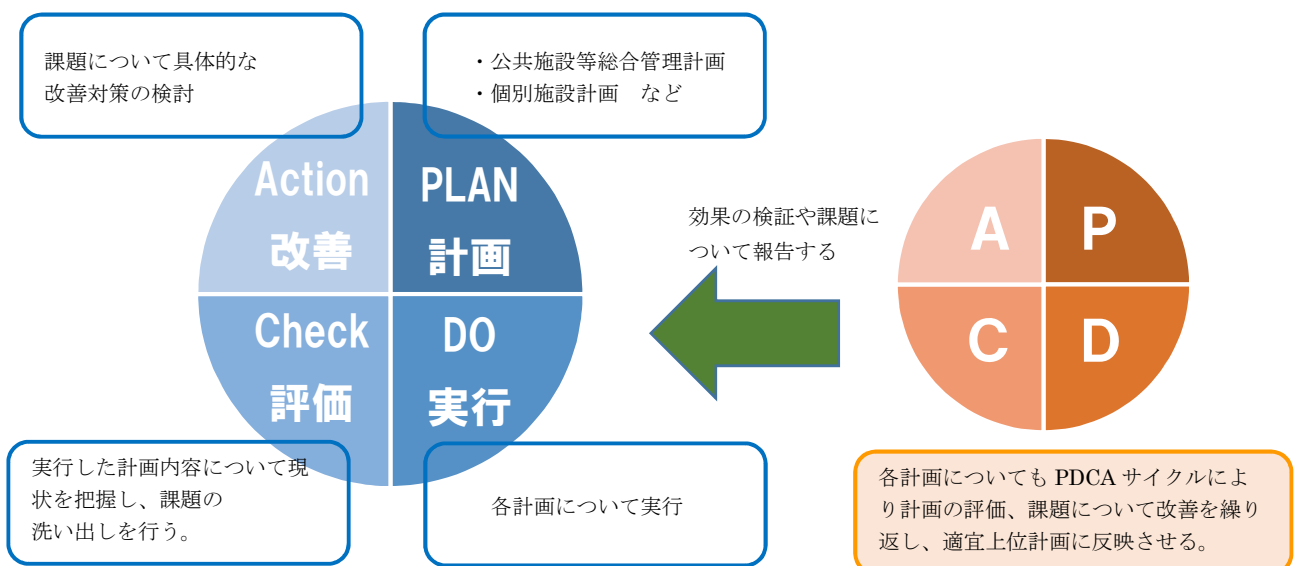 課題について具体的な
改善対策の検討
・公共施設等総合管理計画
・個別施設計画　など
Action
改善
PLAN
計画
Check
評価
DO
実行
実行した計画内容について現
状を把握し、課題の
洗い出しを行う。
各計画について実行
効果の検証や課題に
ついて報告する
A
P
C
D
各計画についても PDCA サイクルによ
り計画の評価、課題について改善を繰り
返し、適宜上位計画に反映させる。